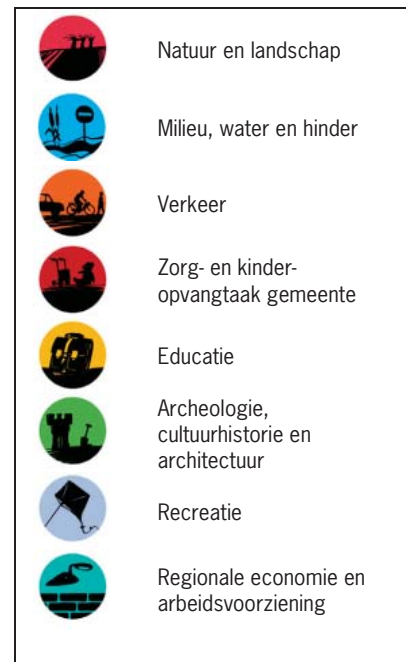 Natuur en landschap
Milieu, water en hinder
Verkeer
Zorg- en kinder-
opvangtaak gemeente
Educatie
Archeologie,
cultuurhistorie en
architectuur
Recreatie
Regionale economie en
arbeidsvoorziening